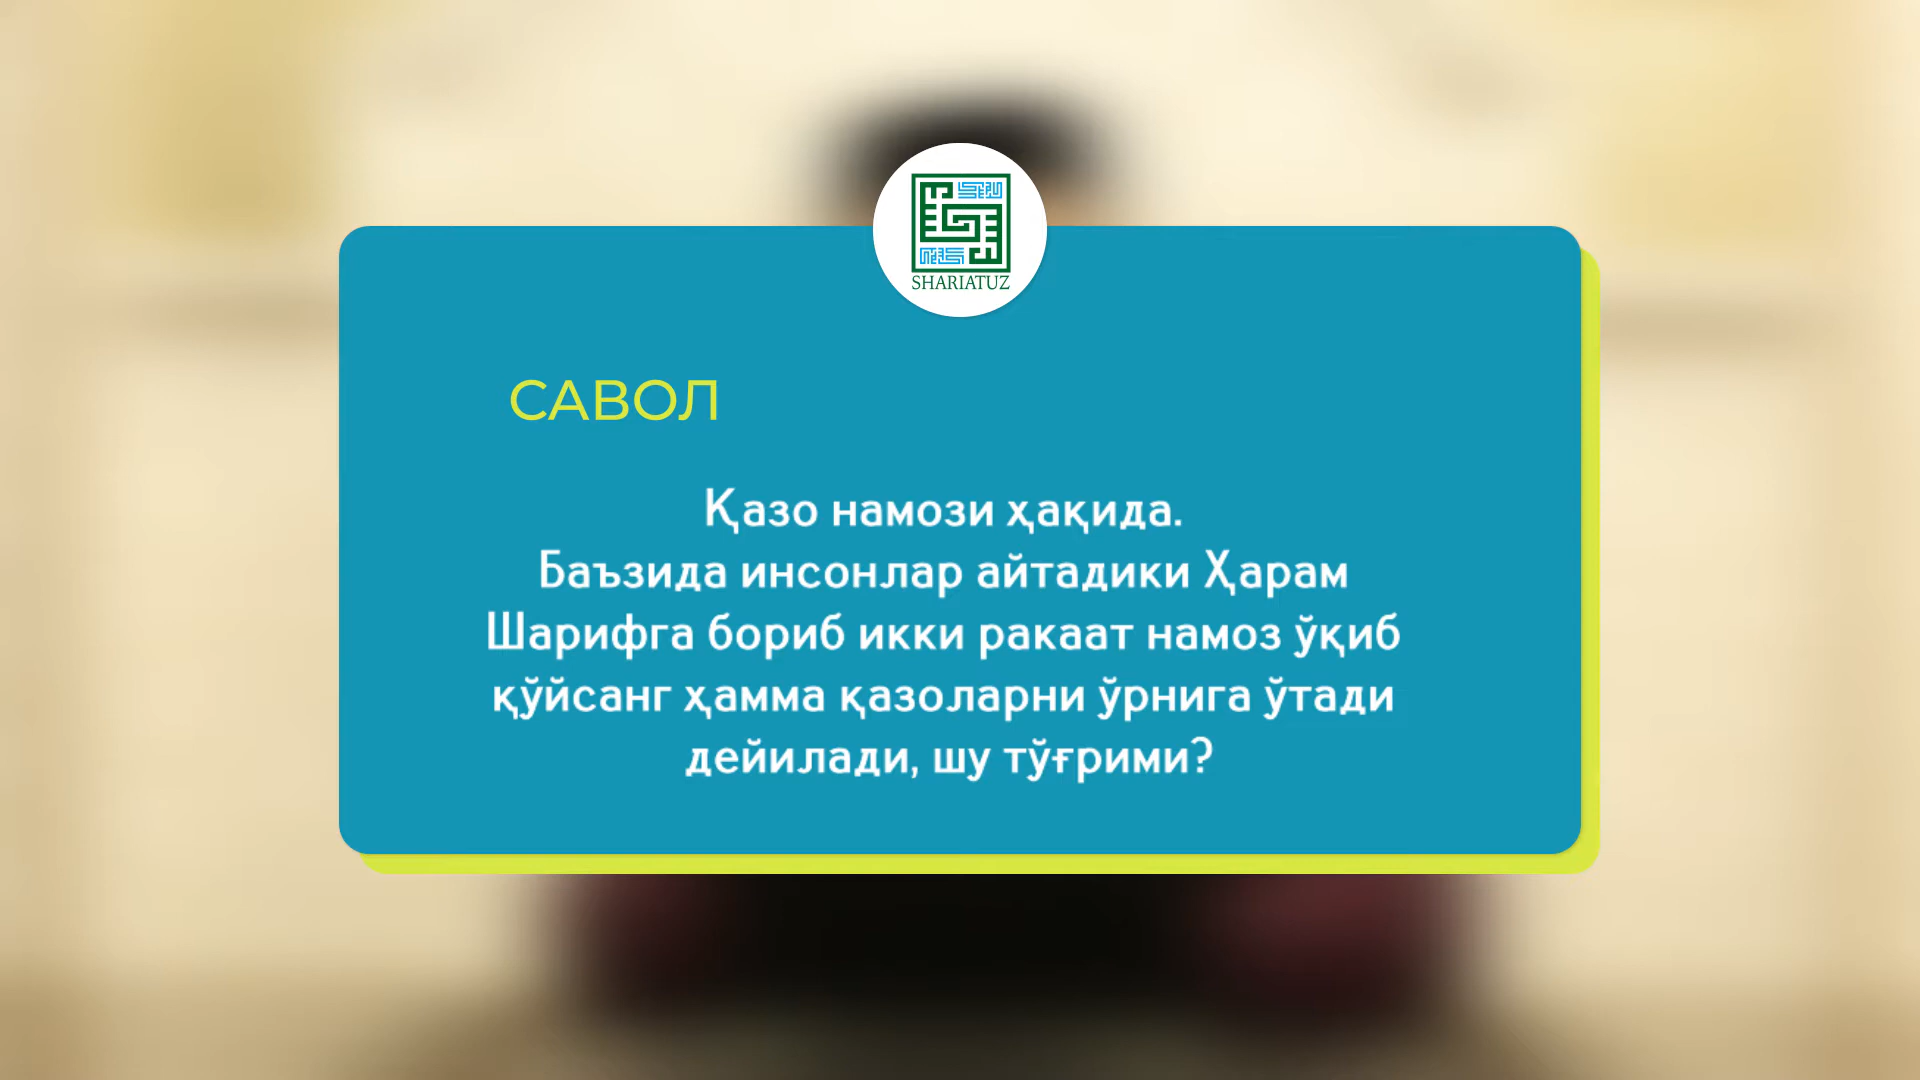 SHARIATUZ
САВОЛ
Қазо намози ҳақида.
Баъзида инсонлар айтадики Ҳарам
Шарифга бориб икки ракаат намоз ўқиб
қўйсанг ҳамма қазоларни ўрнига ўтади
дейилади, шу тўғрими?